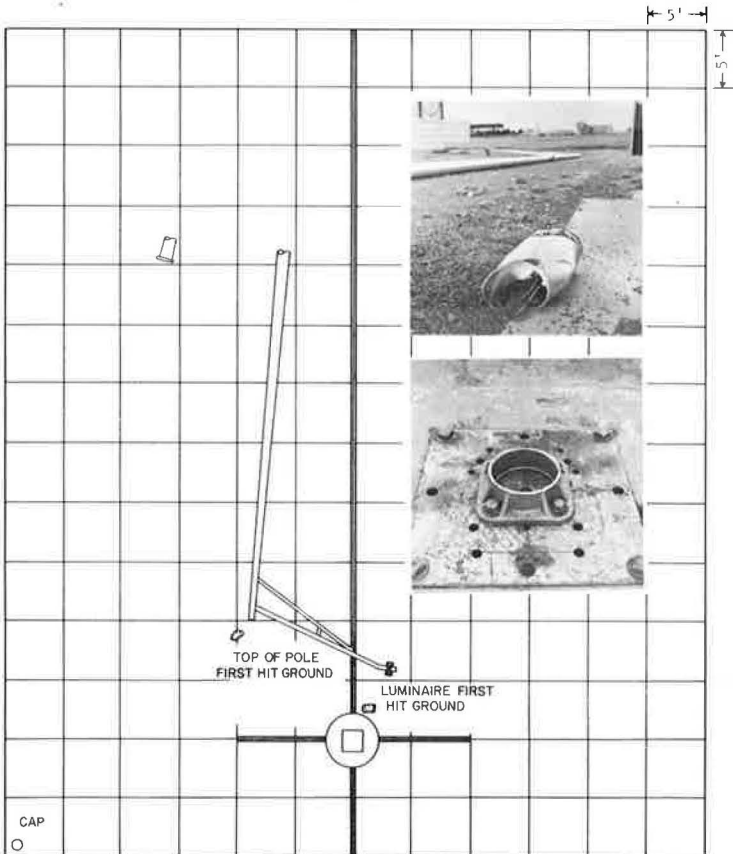 5'
5'
TOP OF POLE
FIRST HIT GROUND
LUMINAIRE FIRST
HIT GROUND
CAP